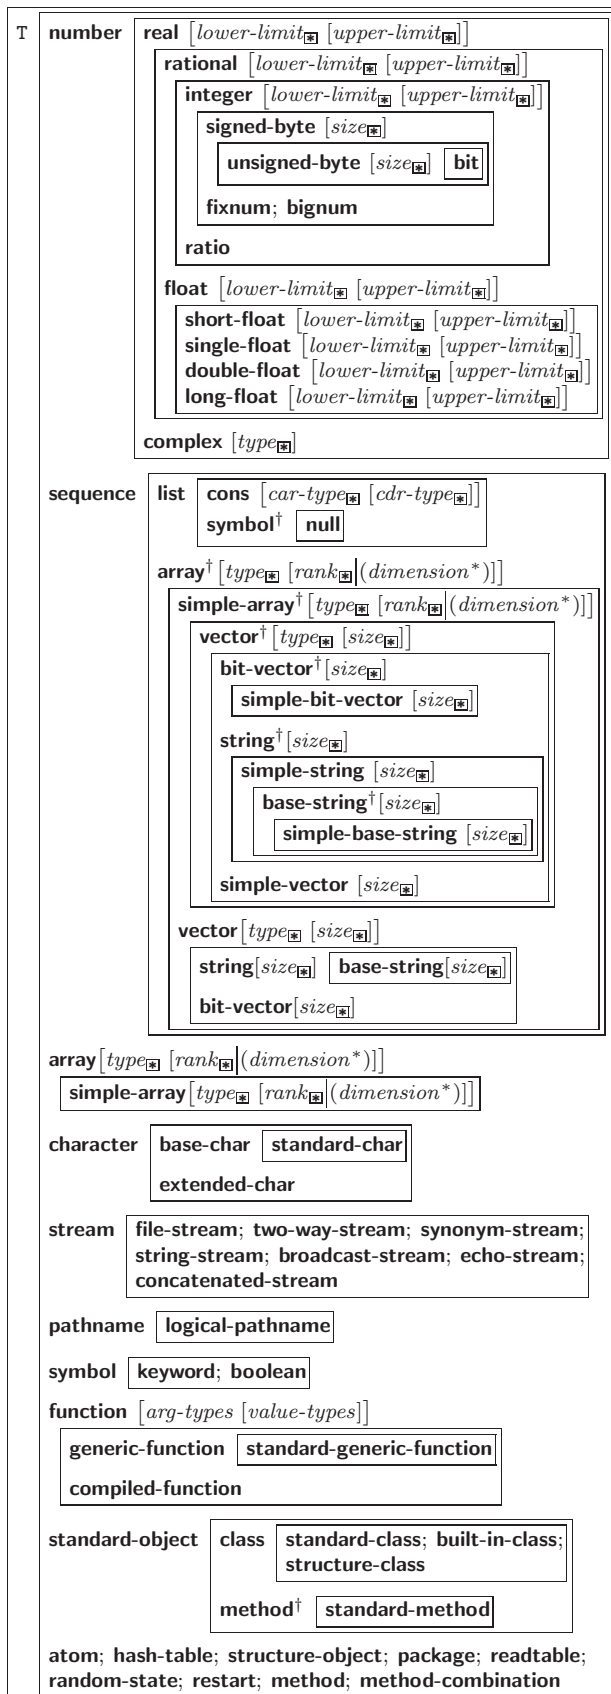 T number real [lower-limit* [upper-limit*]]
rational [lower-limit* [upper-limit*]]
integer [lower-limit* [upper-limit*]]
signed-byte [size*]
unsigned-byte [size*] bit
fixnum; bignum
ratio
float [lower-limit* [upper-limit*]]
short-float [lower-limit* [upper-limit*]]
single-float [lower-limit* [upper-limit*]]
double-float [lower-limit* [upper-limit*]]
long-float [lower-limit* [upper-limit*]]
complex [type*]
sequence list cons [car-type* [cdr-type*]]
symbol† null
array†[type* [rank*|(dimension*)]]
simple-array†[type* [rank*|(dimension*)]]
vector†[type* [size*]]
bit-vector†[size*]
simple-bit-vector [size*]
string†[size*]
simple-string [size*]
base-string†[size*]
simple-base-string [size*]
simple-vector [size*]
vector[type* [size*]]
string[size*] base-string[size*]
bit-vector[size*]
array[type* [rank*|(dimension*)]]
simple-array[type* [rank*|(dimension*)]]
character base-char standard-char
extended-char
stream file-stream; two-way-stream; synonym-stream;
string-stream; broadcast-stream; echo-stream;
concatenated-stream
pathname logical-pathname
symbol keyword; boolean
function [arg-types [value-types]]
generic-function standard-generic-function
compiled-function
standard-object class standard-class; built-in-class;
structure-class
method† standard-method
atom; hash-table; structure-object; package; readtable;
random-state; restart; method; method-combination